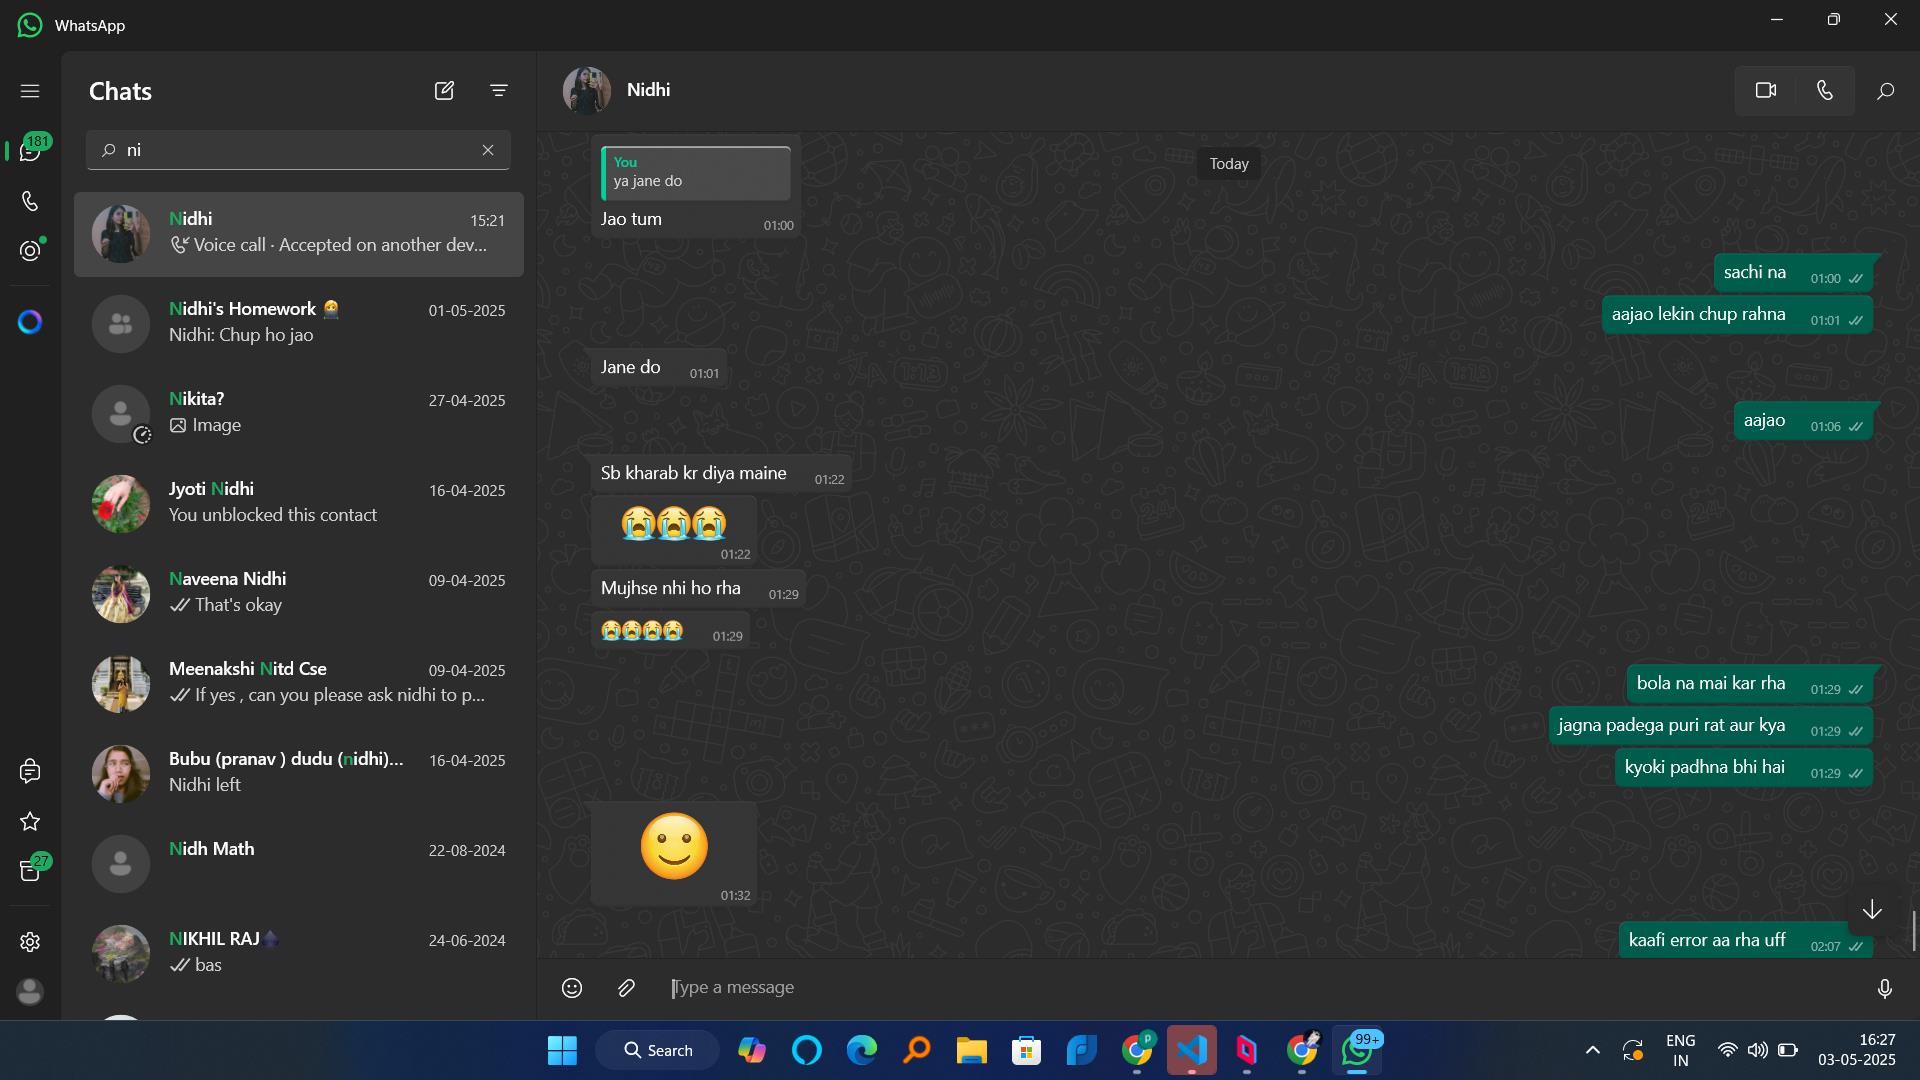 WhatsApp
Chats
181
ni
Nidhi
15:21
Voice call · Accepted on another dev...
Nidhi's Homework
01-05-2025
Nidhi: Chup ho jao
Nikita?
27-04-2025
Image
Jyoti Nidhi
16-04-2025
You unblocked this contact
Naveena Nidhi
09-04-2025
That's okay
Meenakshi Nitd Cse
09-04-2025
If yes , can you please ask nidhi to p...
Bubu (pranav ) dudu (nidhi)...
16-04-2025
Nidhi left
Nidh Math
22-08-2024
27
NIKHIL RAJ
24-06-2024
bas
Nidhi
Today
You
ya jane do
Jao tum 01:00
sachi na 01:00
aajao lekin chup rahna 01:01
Jane do 01:01
aajao 01:06
Sb kharab kr diya maine 01:22
😭😭😭
01:22
Mujhse nhi ho rha 01:29
😭😭😭😭 01:29
bola na mai kar rha 01:29
jagna padega puri rat aur kya 01:29
kyoki padhna bhi hai 01:29
🙂
01:32
kaafi error aa rha uff 02:07
Type a message
Search
P
99+
ENG
IN
16:27
03-05-2025